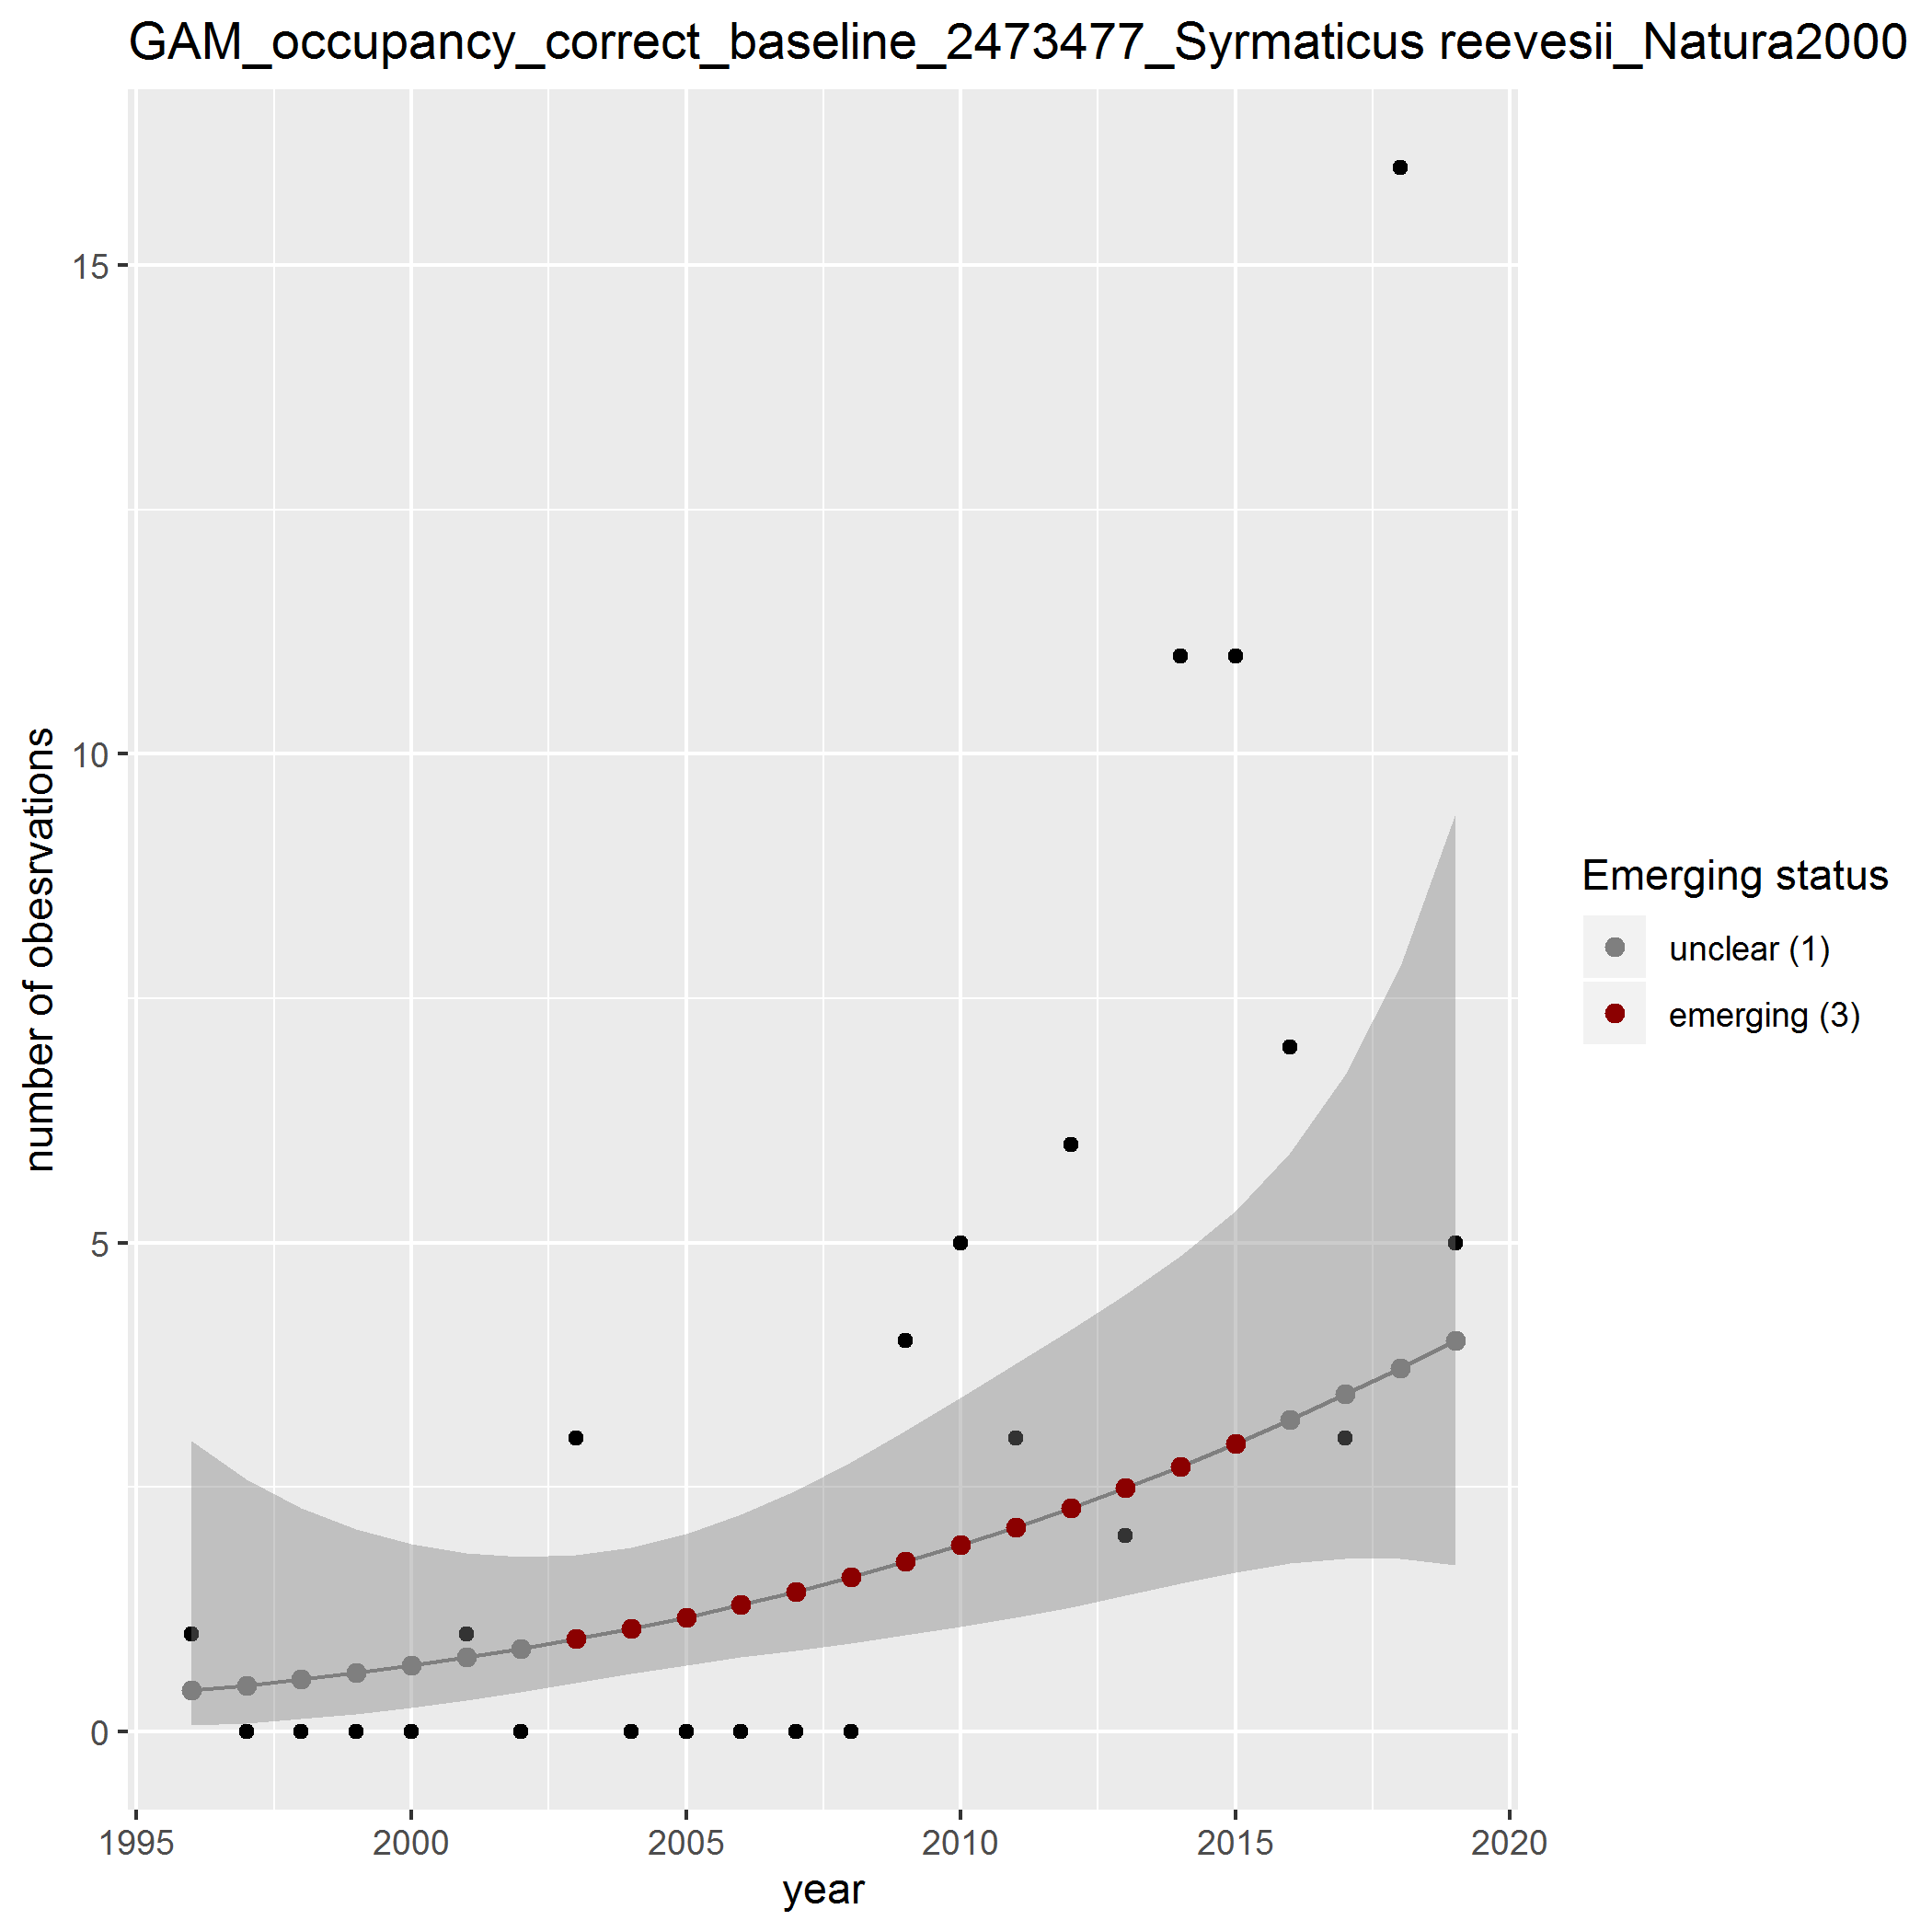 GAM_occupancy_correct_baseline_2473477_Syrmaticus reevesii_Natura2000
15
10
5
0
number of obesrvations
1995 2000 2005 2010 2015 2020
year
Emerging status
unclear (1)
emerging (3)